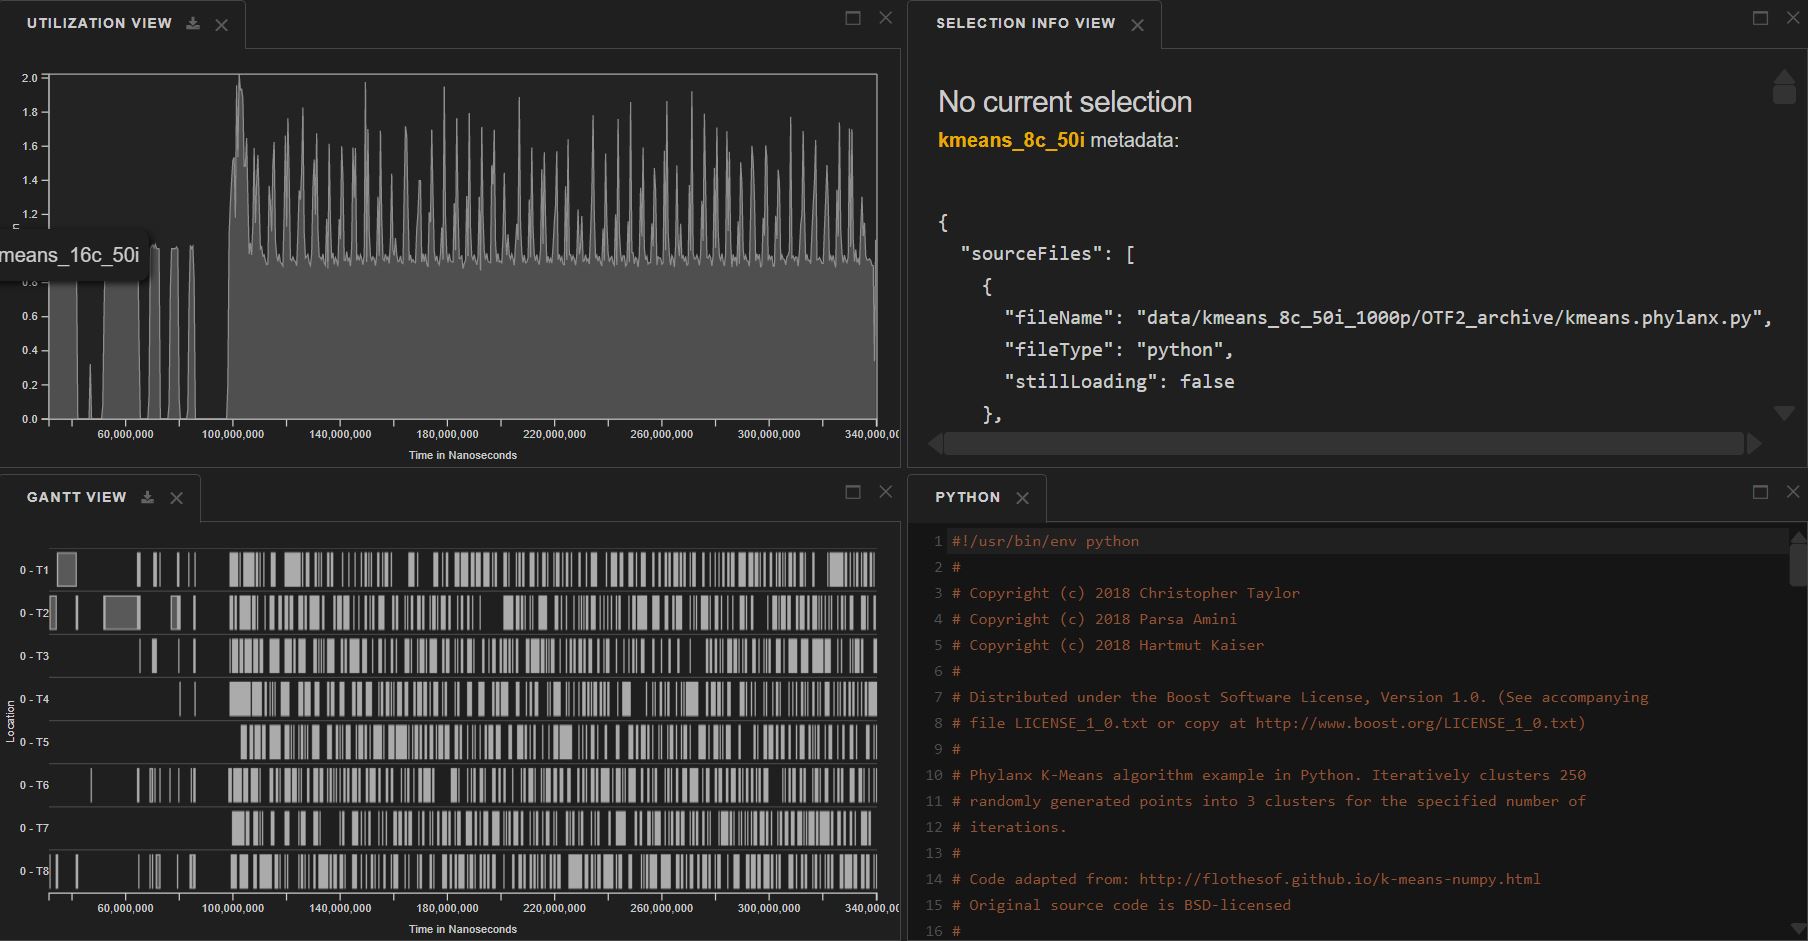 UTILIZATION VIEW
2.0
1.8
1.6
1.4
1.2
means_16c_50i
0.8
0.6
0.4
0.2
0.0
60,000,000 100,000,000 140,000,000 180,000,000 220,000,000 260,000,000 300,000,000 340,000,0
Time in Nanoseconds
SELECTION INFO VIEW
No current selection
kmeans_8c_50i metadata:
{
"sourceFiles": [
{
"fileName": "data/kmeans_8c_50i_1000p/OTF2_archive/kmeans.phylanx.py",
"fileType": "python",
"stillLoading": false
},
GANTT VIEW
Location
0 - T1
0 - T2
0 - T3
0 - T4
0 - T5
0 - T6
0 - T7
0 - T8
60,000,000 100,000,000 140,000,000 180,000,000 220,000,000 260,000,000 300,000,000 340,000,0
Time in Nanoseconds
PYTHON
1 #!/usr/bin/env python
2 #
3 # Copyright (c) 2018 Christopher Taylor
4 # Copyright (c) 2018 Parsa Amini
5 # Copyright (c) 2018 Hartmut Kaiser
6 #
7 # Distributed under the Boost Software License, Version 1.0. (See accompanying
8 # file LICENSE_1_0.txt or copy at http://www.boost.org/LICENSE_1_0.txt)
9 #
10 # Phylanx K-Means algorithm example in Python. Iteratively clusters 250
11 # randomly generated points into 3 clusters for the specified number of
12 # iterations.
13 #
14 # Code adapted from: http://flothesof.github.io/k-means-numpy.html
15 # Original source code is BSD-licensed
16 #